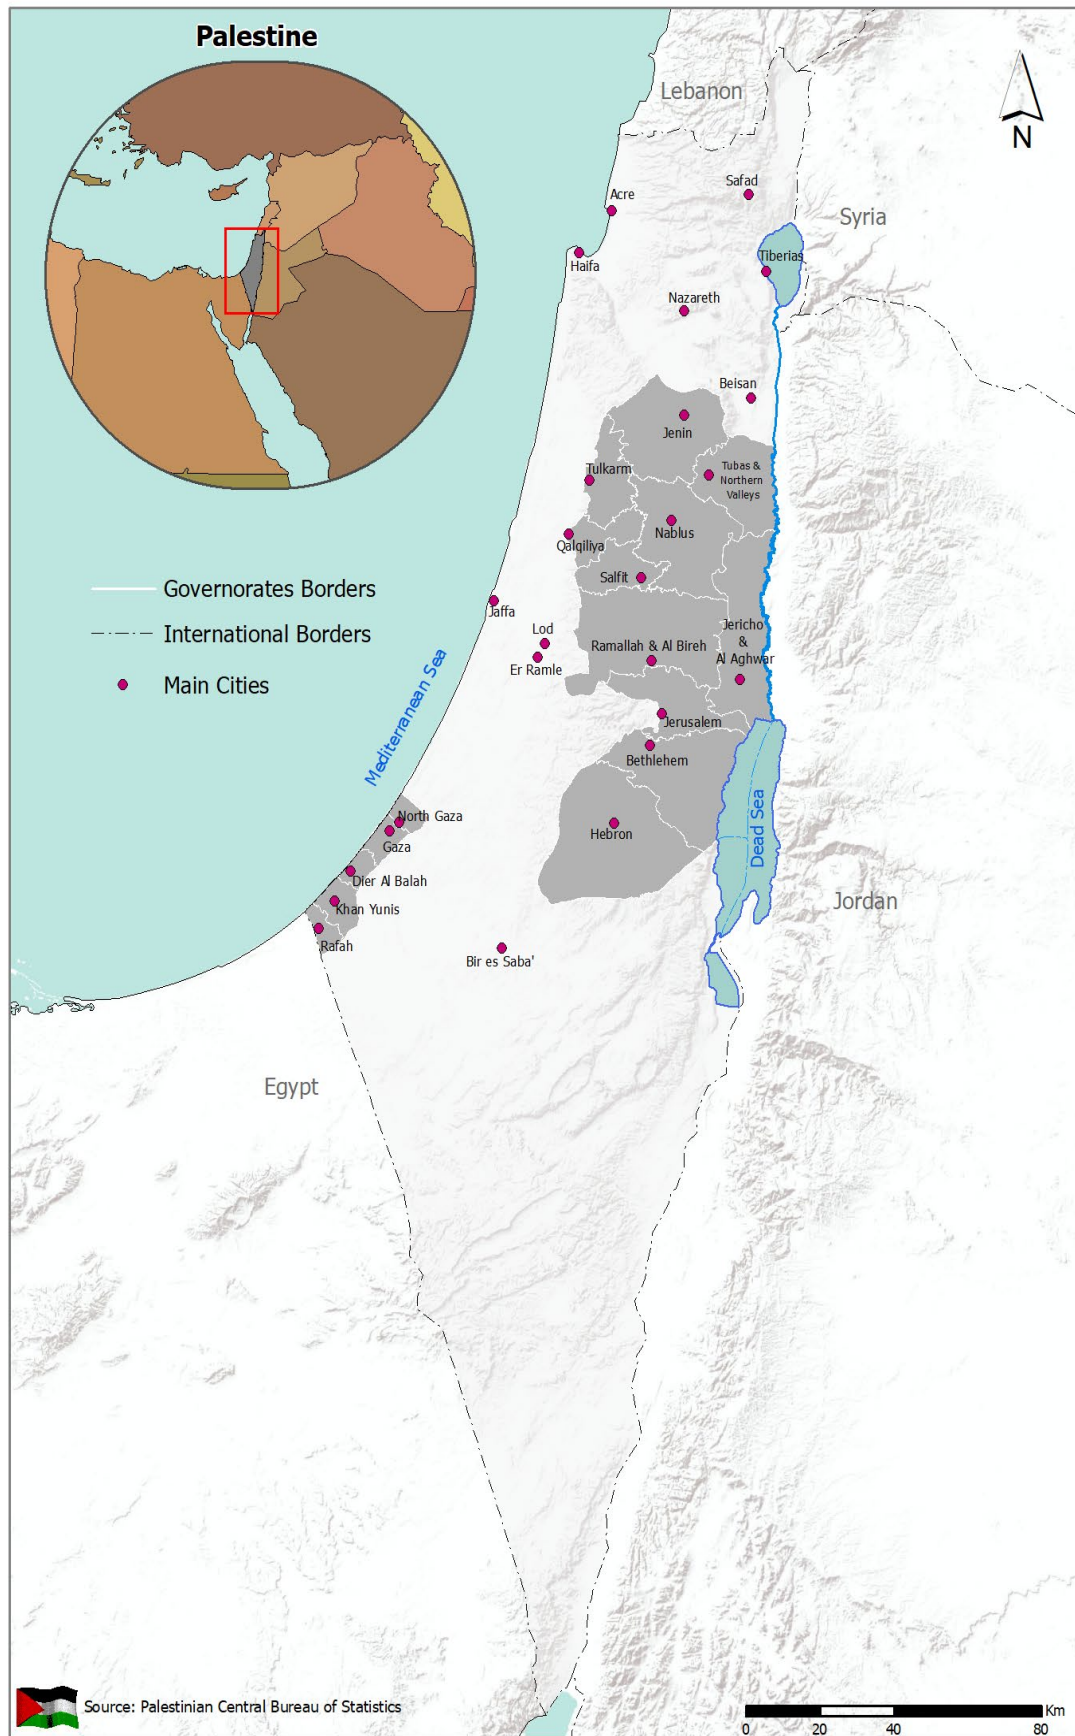 Palestine
Lebanon
N
Safad
Acre
Syria
Haifa
Tiberias
Nazareth
Beisan
Jenin
Tulkarm
Tubas &
Northern
Valleys
Nablus
Qalqiliya
Salfit
Governorates Borders
Jaffa
International Borders
Lod
Er Ramle
Ramallah & Al Bireh
Jericho
&
Al Aghwar
Main Cities
Mediterranean Sea
Jerusalem
Bethlehem
Dead Sea
North Gaza
Gaza
Hebron
Dier Al Balah
Khan Yunis
Jordan
Rafah
Bir es Saba'
Egypt
Source: Palestinian Central Bureau of Statistics
Km
0 20 40 80